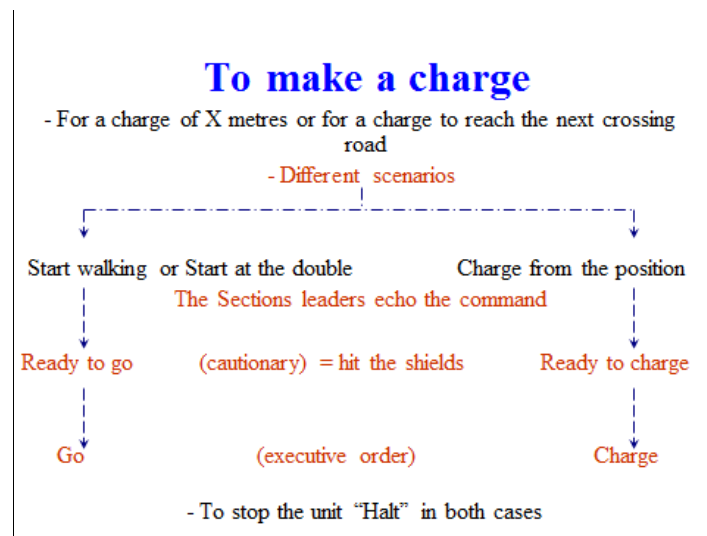 To make a charge
- For a charge of X metres or for a charge to reach the next crossing
road
- Different scenarios
Start walking or Start at the double Charge from the position
The Sections leaders echo the command
Ready to go (cautionary) = hit the shields Ready to charge
Go (executive order) Charge
- To stop the unit “Halt” in both cases